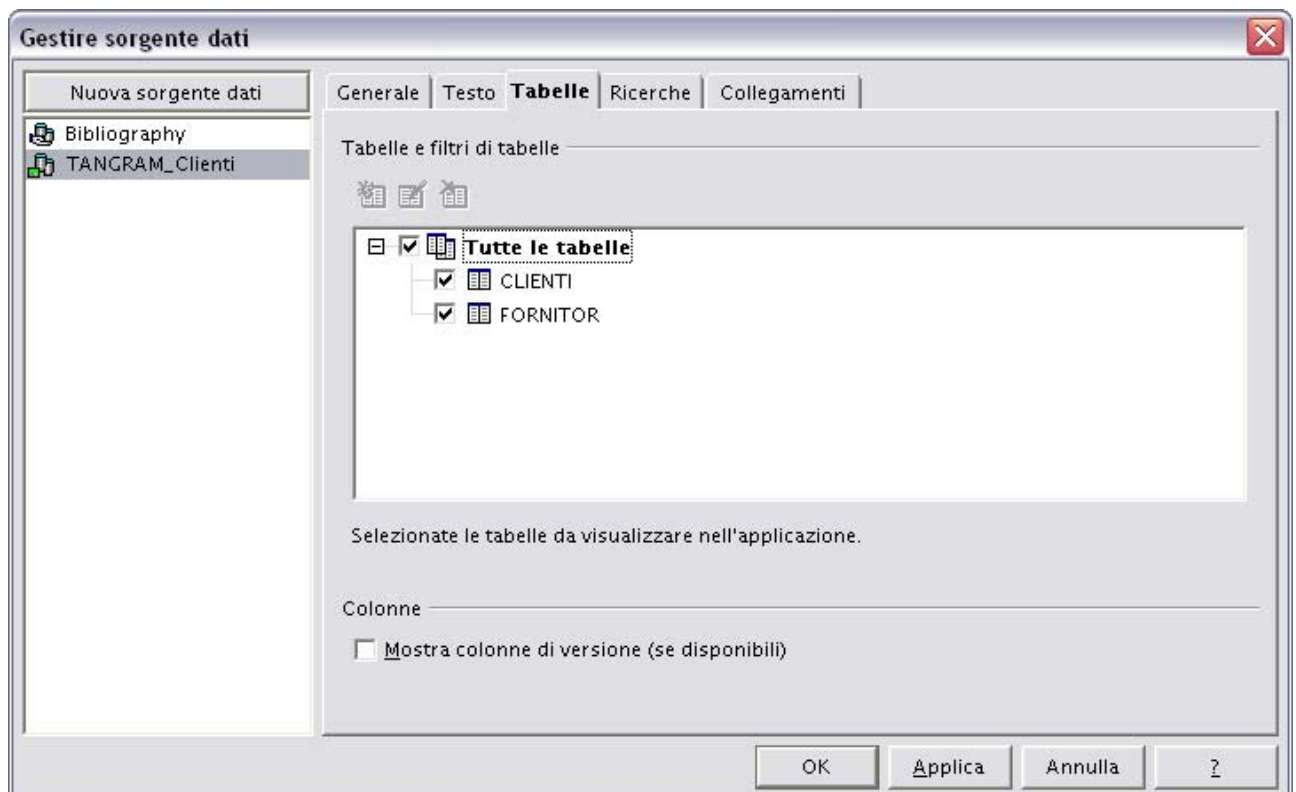 Gestire sorgente dati
Nuova sorgente dati
Bibliography
TANGRAM_Clienti
Generale Testo Tabelle Ricerche Collegamenti
Tabelle e filtri di tabelle
Tutte le tabelle
CLIENTI
FORNITOR
Selezionate le tabelle da visualizzare nell'applicazione.
Colonne
Mostra colonne di versione (se disponibili)
OK Applica Annulla ?